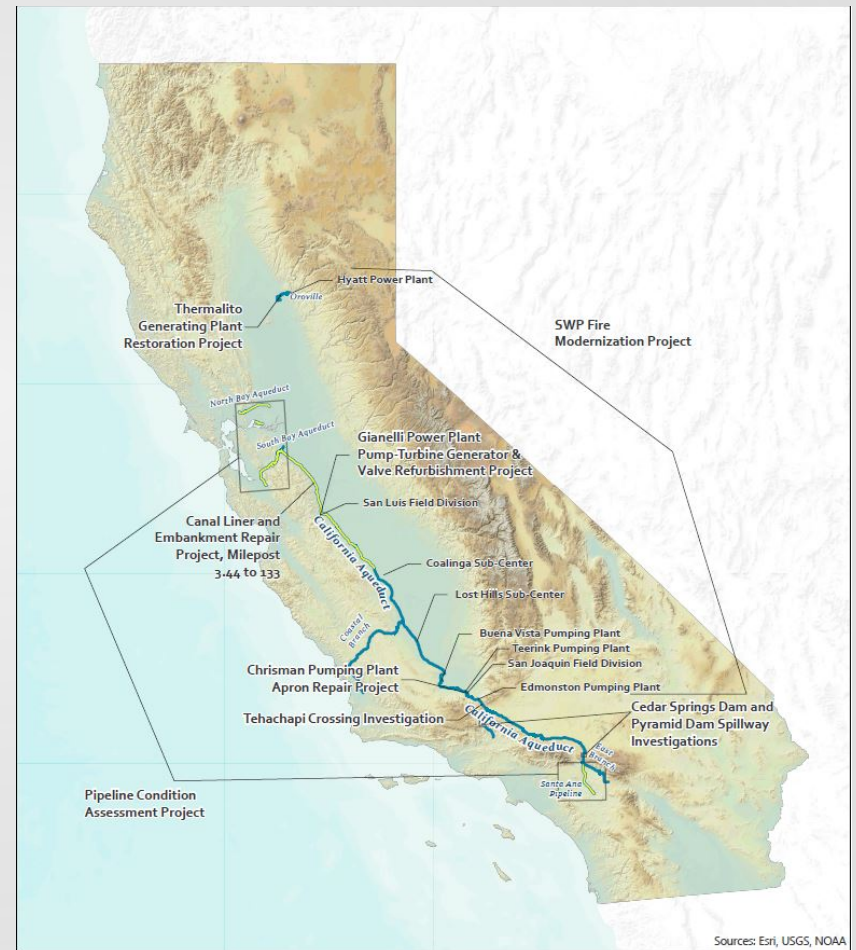 Hyatt Power Plant
Oroville
Thermalito
Generating Plant
Restoration Project
SWP Fire
Modernization Project
North Bay Aqueduct
South Bay Aqueduct
Gianelli Power Plant
Pump-Turbine Generator &
Valve Refurbishment Project
San Luis Field Division
Canal Liner and
Embankment Repair
Project, Milepost
3.44 to 133
California Aqueduct
Coalinga Sub-Center
Lost Hills Sub-Center
Coastal
Branch
Buena Vista Pumping Plant
Teerink Pumping Plant
San Joaquin Field Division
Chrisman Pumping Plant
Apron Repair Project
Edmonston Pumping Plant
Tehachapi Crossing Investigation
California Aqueduct
Cedar Springs Dam and
Pyramid Dam Spillway
Investigations
East
Branch
Santa Ana
Pipeline
Pipeline Condition
Assessment Project
Sources: Esri, USGS, NOAA